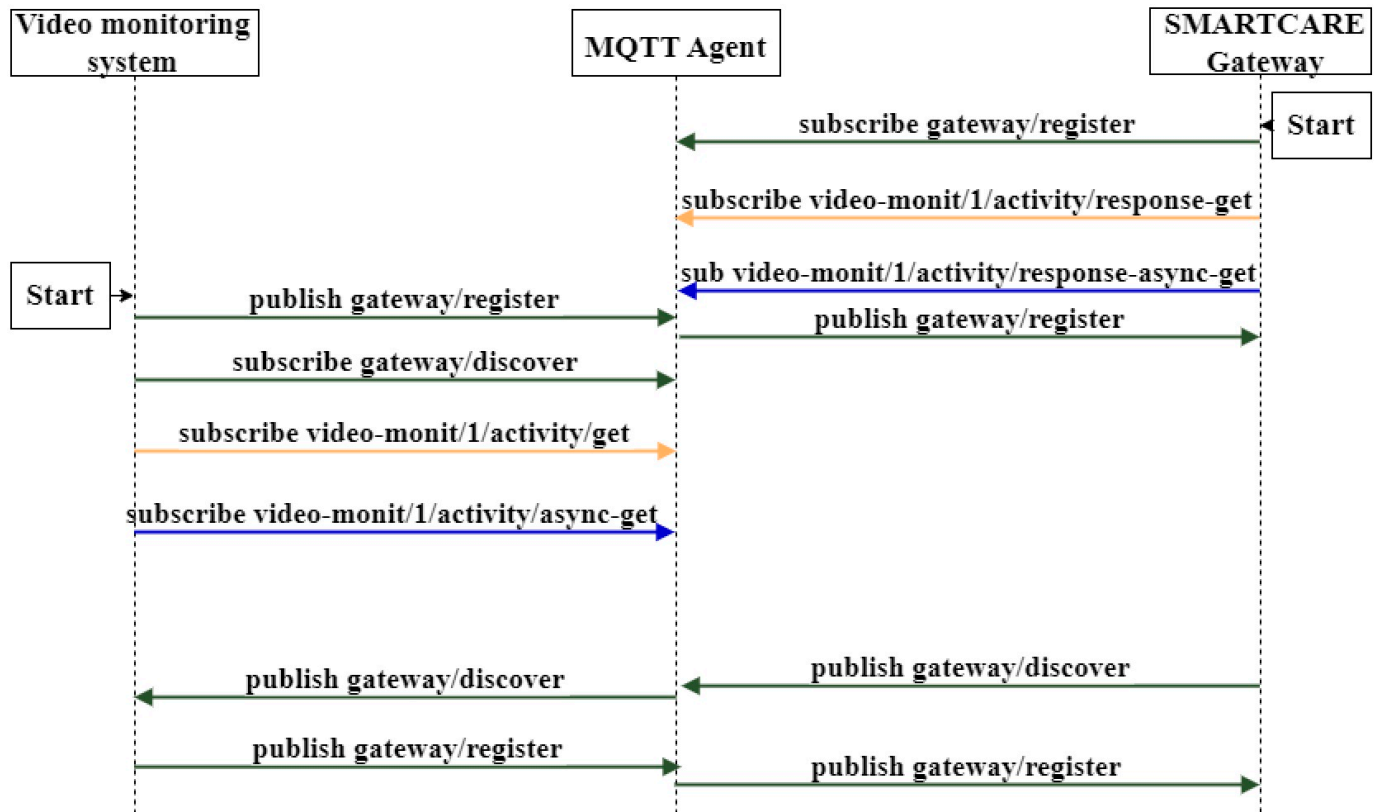 Video monitoring
system
MQTT Agent
SMARTCARE
Gateway
subscribe gateway/register
Start
subscribe video-monit/1/activity/response-get
sub video-monit/1/activity/response-async-get
Start
publish gateway/register
publish gateway/register
subscribe gateway/discover
subscribe video-monit/1/activity/get
subscribe video-monit/1/activity/async-get
publish gateway/discover
publish gateway/discover
publish gateway/register
publish gateway/register